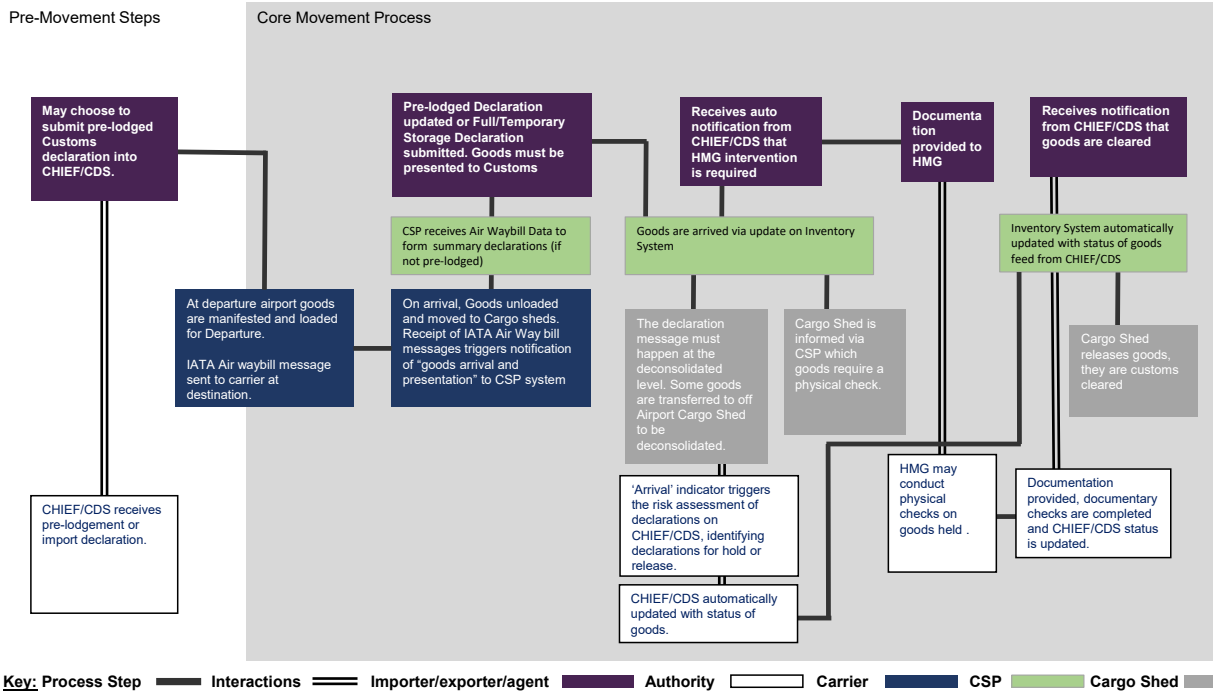 Pre-Movement Steps
Core Movement Process
May choose to
submit pre-lodged
Customs
declaration into
CHIEF/CDS.
Pre-lodged Declaration
updated or Full/Temporary
Storage Declaration
submitted. Goods must be
presented to Customs
Receives auto
notification from
CHIEF/CDS that
HMG intervention
is required
Documenta
tion
provided to
HMG
Receives notification
from CHIEF/CDS that
goods are cleared
CSP receives Air Waybill Data to
form summary declarations (if
not pre-lodged)
Goods are arrived via update on Inventory
System
Inventory System automatically
updated with status of goods
feed from CHIEF/CDS
At departure airport goods
are manifested and loaded
for Departure.
IATA Air waybill message
sent to carrier at
destination.
On arrival, Goods unloaded
and moved to Cargo sheds.
Receipt of IATA Air Way bill
messages triggers notification
of “goods arrival and
presentation” to CSP system
The declaration
message must
happen at the
deconsolidated
level. Some goods
are transferred to off
Airport Cargo Shed
to be
deconsolidated.
Cargo Shed is
informed via
CSP which
goods require a
physical check.
Cargo Shed
releases goods,
they are customs
cleared
CHIEF/CDS receives
pre-lodgement or
import declaration.
‘Arrival’ indicator triggers
the risk assessment of
declarations on
CHIEF/CDS, identifying
declarations for hold or
release.
HMG may
conduct
physical
checks on
goods held .
Documentation
provided, documentary
checks are completed
and CHIEF/CDS status
is updated.
CHIEF/CDS automatically
updated with status of
goods.
Key: Process Step Interactions Importer/exporter/agent Authority Carrier CSP Cargo Shed